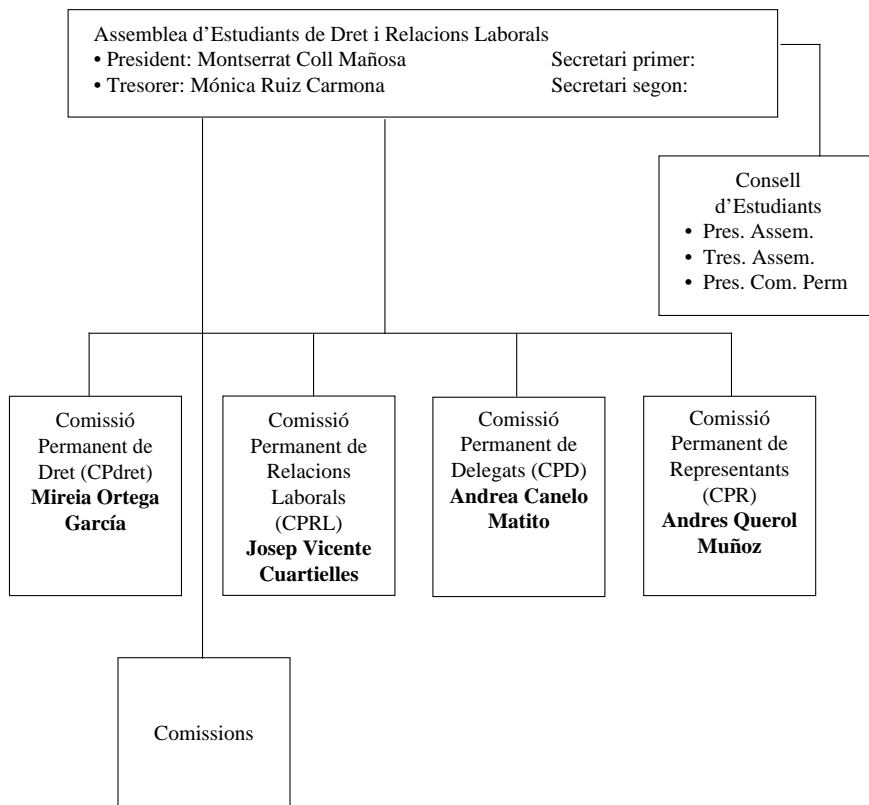 Assemblea d’Estudiants de Dret i Relacions Laborals
• President: Montserrat Coll Mañosa Secretari primer:
• Tresorer: Mónica Ruiz Carmona Secretari segon:
Consell
d’Estudiants
• Pres. Assem.
• Tres. Assem.
• Pres. Com. Perm
Comissió
Permanent de
Dret (CPdret)
Mireia Ortega
García
Comissió
Permanent de
Relacions
Laborals
(CPRL)
Josep Vicente
Cuartielles
Comissió
Permanent de
Delegats (CPD)
Andrea Canelo
Matito
Comissió
Permanent de
Representants
(CPR)
Andres Querol
Muñoz
Comissions